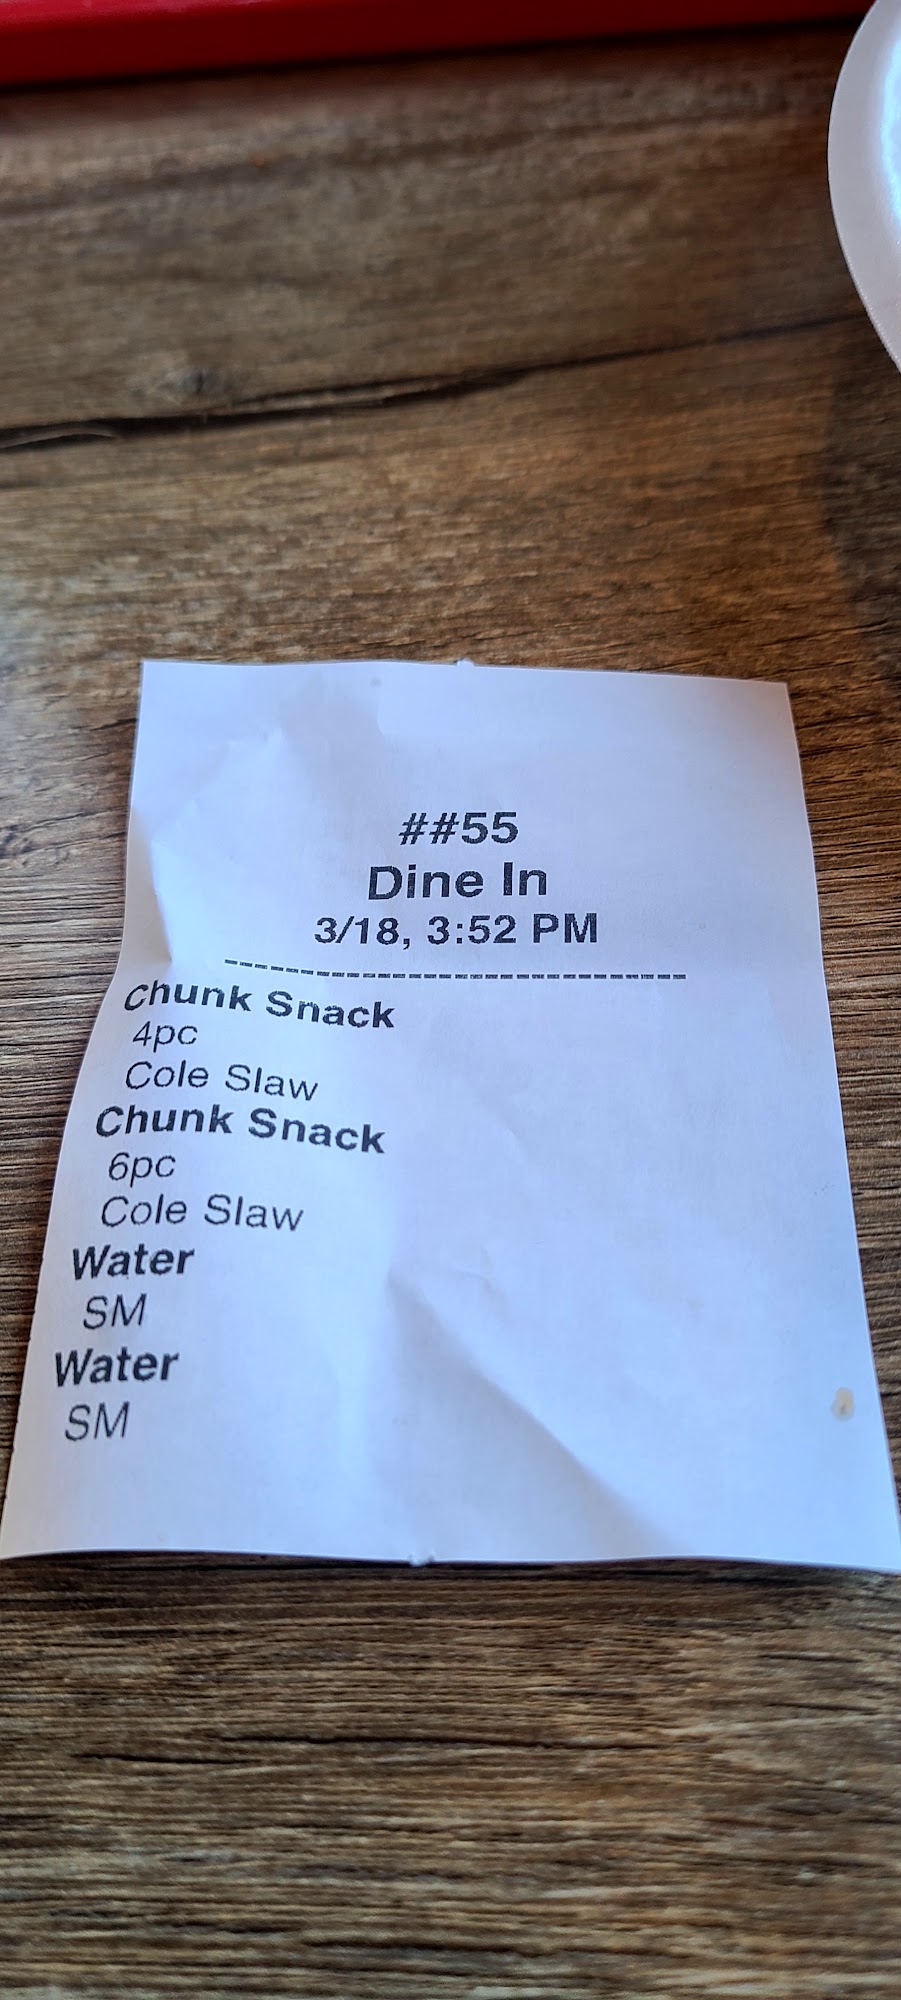 ##55
Dine In
3/18, 3:52 PM
Chunk Snack
4pc
Cole Slaw
Chunk Snack
6pc
Cole Slaw
Water
SM
Water
SM